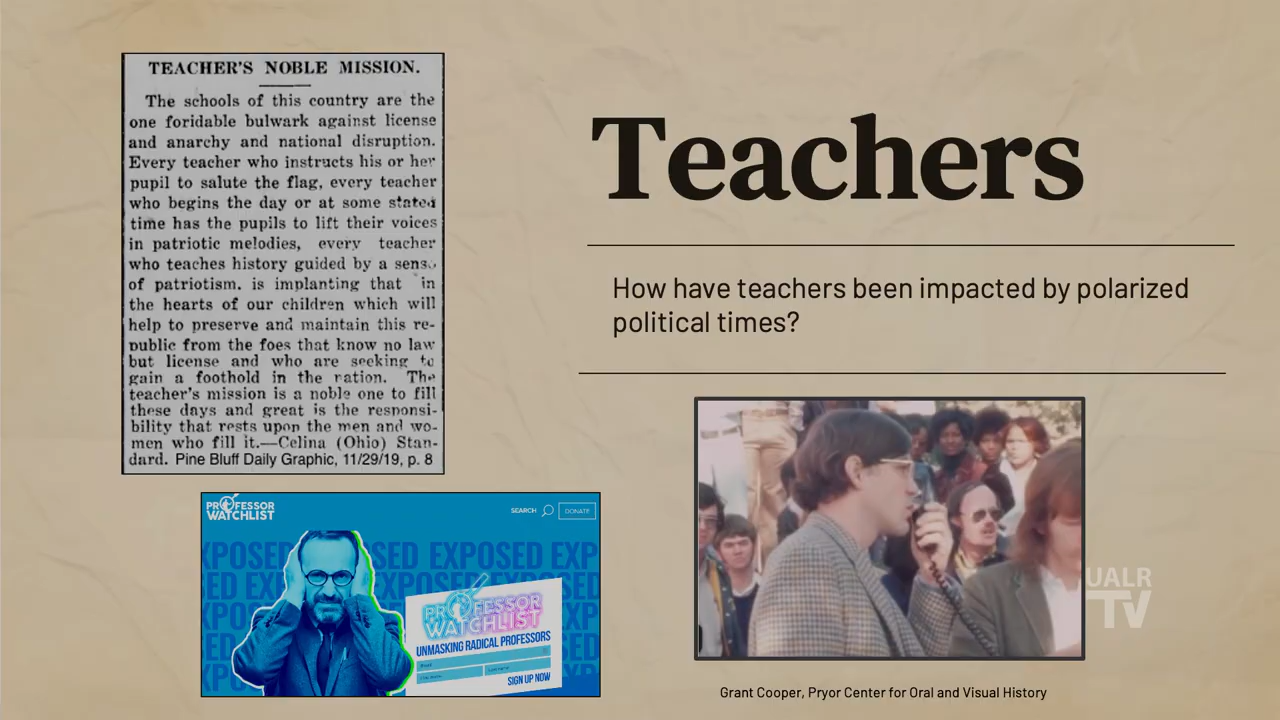 TEACHER'S NOBLE MISSION.
The schools of this country are the
one foridable bulwark against license
and anarchy and national disruption.
Every teacher who instructs his or her
pupil to salute the flag, every teacher
who begins the day or at some stated
time has the pupils to lift their voices
in patriotic melodies, every teacher
who teaches history guided by a sense
of patriotism. is implanting that in
the hearts of our children which will
help to preserve and maintain this re-
public from the foes that know no law
but license and who are seeking to
gain a foothold in the nation. The
teacher's mission is a noble one to fill
these days and great is the responsi-
bility that rests upon the men and wo-
men who fill it.—Celina (Ohio) Stan-
dard. Pine Bluff Daily Graphic, 11/29/19, p. 8
Teachers
How have teachers been impacted by polarized
political times?
PROFESSOR
WATCHLIST
SEARCH
DONATE
XPOSED EXPOSED EXPOSED EXP
PROFESSOR
WATCHLIST
UNMASKING RADICAL PROFESSORS
SIGN UP NOW
UALR
TV
Grant Cooper, Pryor Center for Oral and Visual History